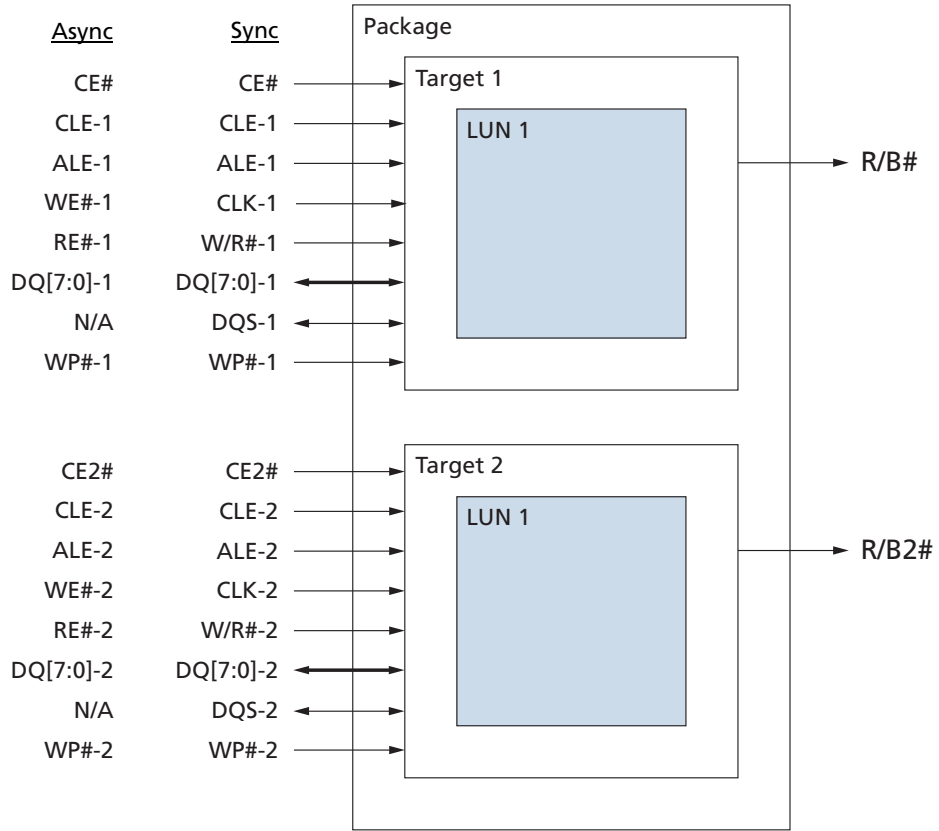 Async Sync Package
Target 1
CE# CE#
LUN 1
CLE-1 CLE-1
ALE-1 ALE-1 R/B#
WE#-1 CLK-1
RE#-1 W/R#-1
DQ[7:0]-1 DQ[7:0]-1
N/A DQS-1
WP#-1 WP#-1
Target 2
CE2# CE2#
LUN 1
CLE-2 CLE-2
ALE-2 ALE-2 R/B2#
WE#-2 CLK-2
RE#-2 W/R#-2
DQ[7:0]-2 DQ[7:0]-2
N/A DQS-2
WP#-2 WP#-2